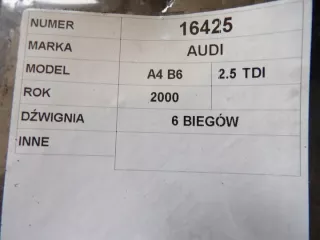 NUMER 16425
MARKA AUDI
MODEL A4 B6 2.5 TDI
ROK 2000
DŹWIGNIA 6 BIEGÓW
INNE